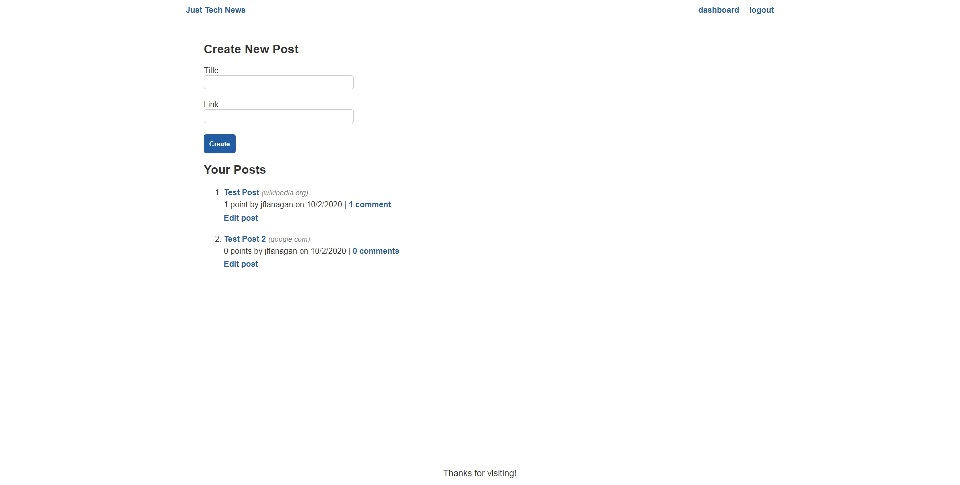 Just Tech News dashboard logout
Create New Post
Title
Link
Create
Your Posts
1. Test Post (wikipedia.org)
1 point by jflanagan on 10/2/2020 | 1 comment
Edit post
2. Test Post 2 (google.com)
0 points by jflanagan on 10/2/2020 | 0 comments
Edit post
Thanks for visiting!